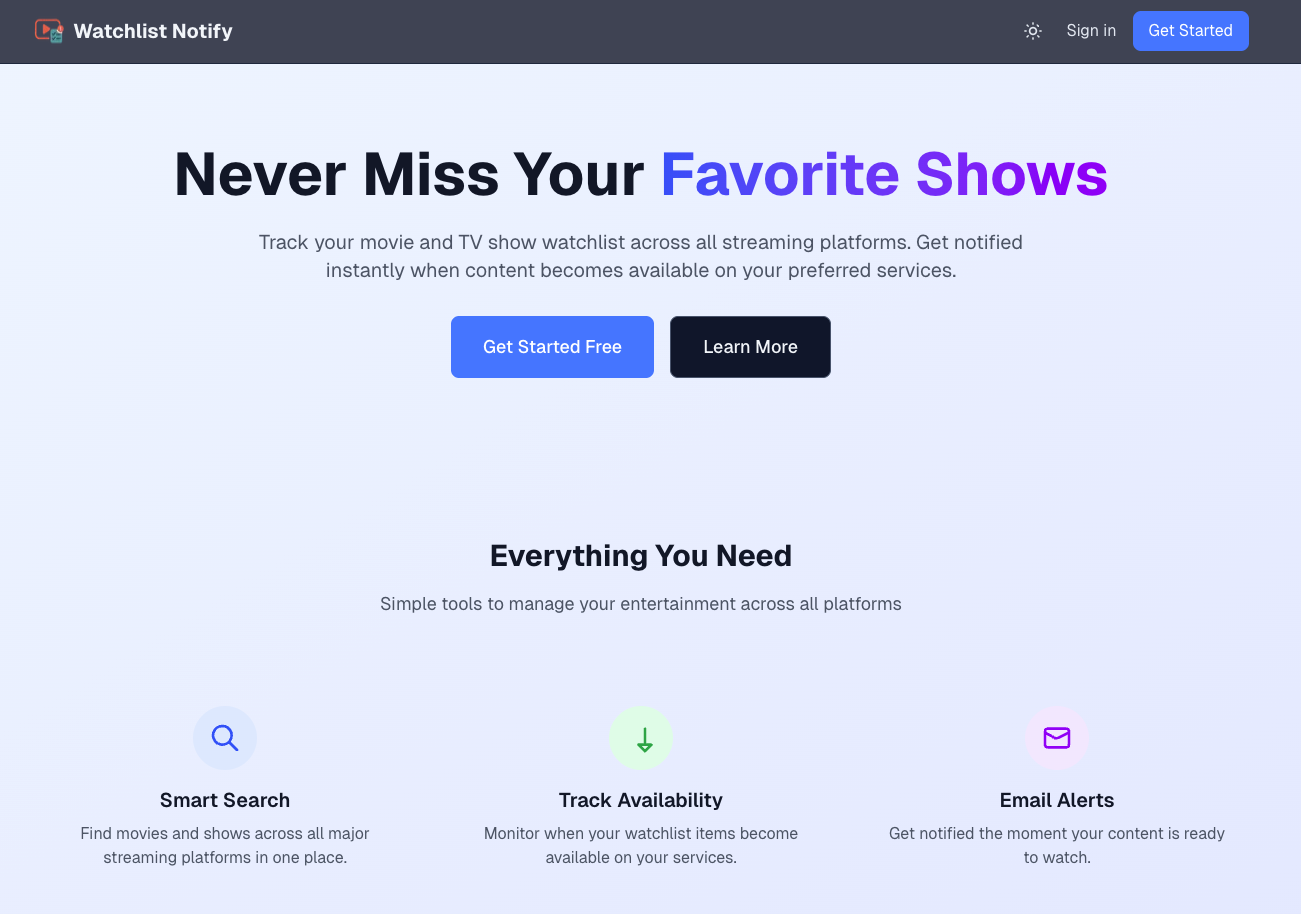 Watchlist Notify
Sign in
Get Started
Never Miss Your Favorite Shows
Track your movie and TV show watchlist across all streaming platforms. Get notified
instantly when content becomes available on your preferred services.
Get Started Free
Learn More
Everything You Need
Simple tools to manage your entertainment across all platforms
Smart Search
Find movies and shows across all major
streaming platforms in one place.
Track Availability
Monitor when your watchlist items become
available on your services.
Email Alerts
Get notified the moment your content is ready
to watch.